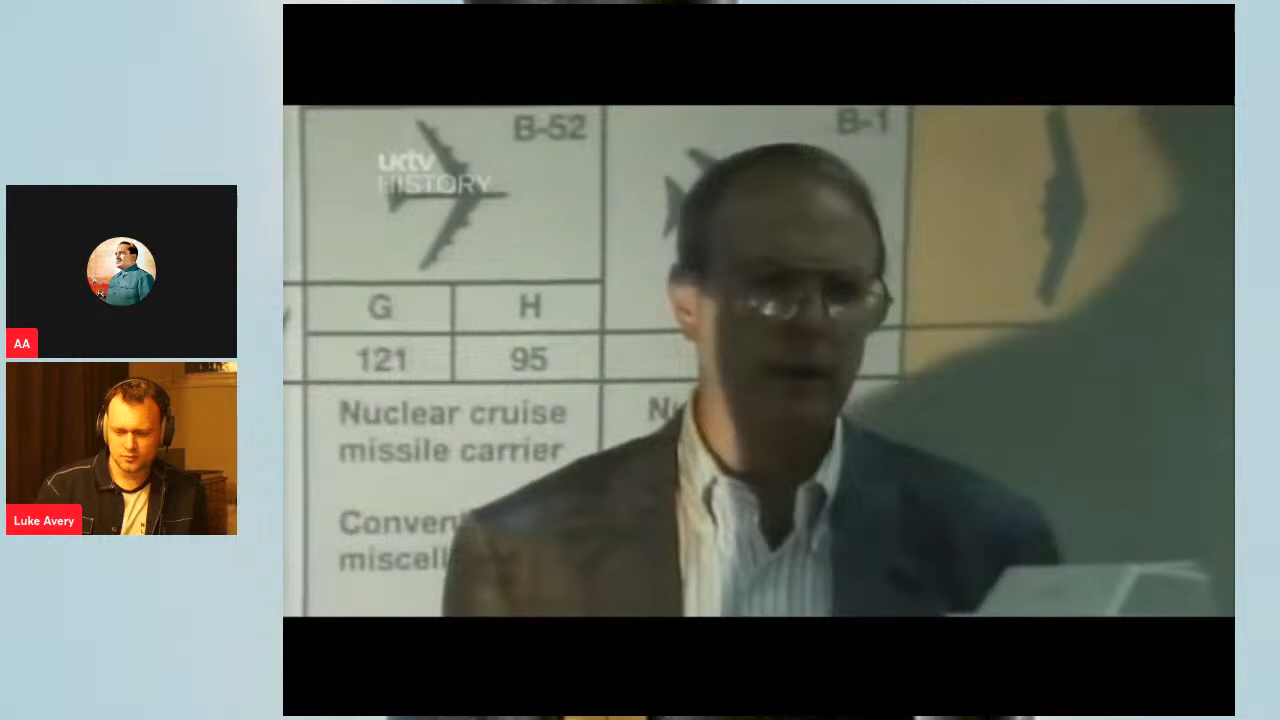 B-52
B-1
uktv
HISTORY
G
H
121
95
Nuclear cruise
missile carrier
AA
Luke Avery